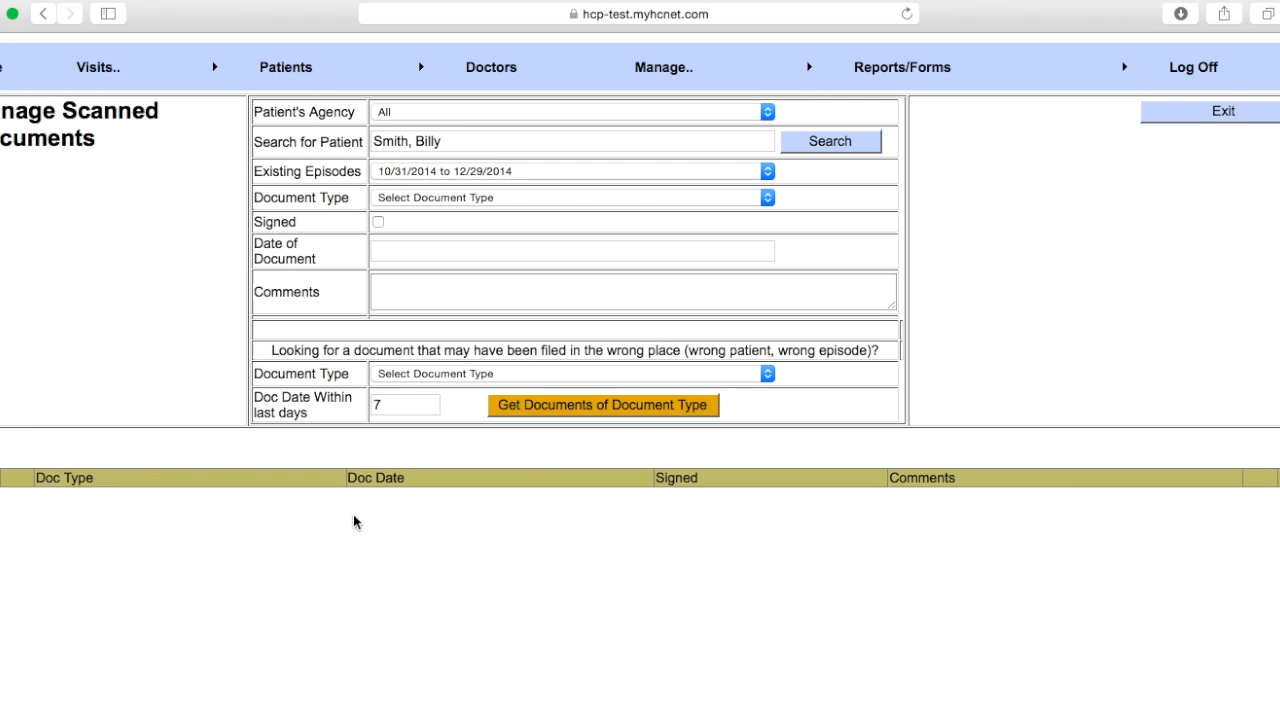 hcp-test.myhcnet.com
e Visits.. Patients Doctors Manage.. Reports/Forms Log Off
nage Scanned
cuments
Patient's Agency All
Exit
Search for Patient Smith, Billy Search
Existing Episodes 10/31/2014 to 12/29/2014
Document Type Select Document Type
Signed
Date of
Document
Comments
Looking for a document that may have been filed in the wrong place (wrong patient, wrong episode)?
Document Type Select Document Type
Doc Date Within
last days
7 Get Documents of Document Type
Doc Type Doc Date Signed Comments